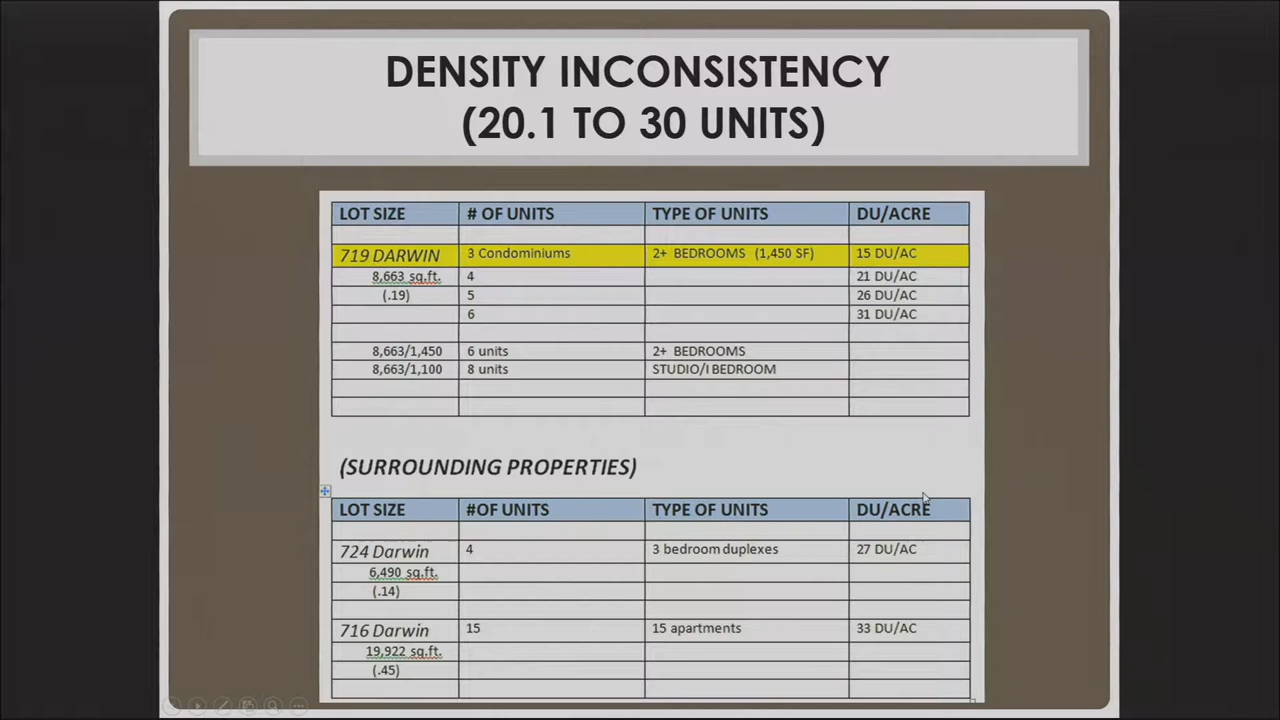 DENSITY INCONSISTENCY
(20.1 TO 30 UNITS)
LOT SIZE # OF UNITS TYPE OF UNITS DU/ACRE
719 DARWIN 3 Condominiums 2+ BEDROOMS (1,450 SF) 15 DU/AC
8,663 sq.ft. 4 21 DU/AC
(.19) 5 26 DU/AC
6 31 DU/AC
8,663/1,450 6 units 2+ BEDROOMS
8,663/1,100 8 units STUDIO/I BEDROOM
(SURROUNDING PROPERTIES)
LOT SIZE #OF UNITS TYPE OF UNITS DU/ACRE
724 Darwin 4 3 bedroom duplexes 27 DU/AC
6,490 sq.ft.
(.14)
716 Darwin 15 15 apartments 33 DU/AC
19,922 sq.ft.
(.45)